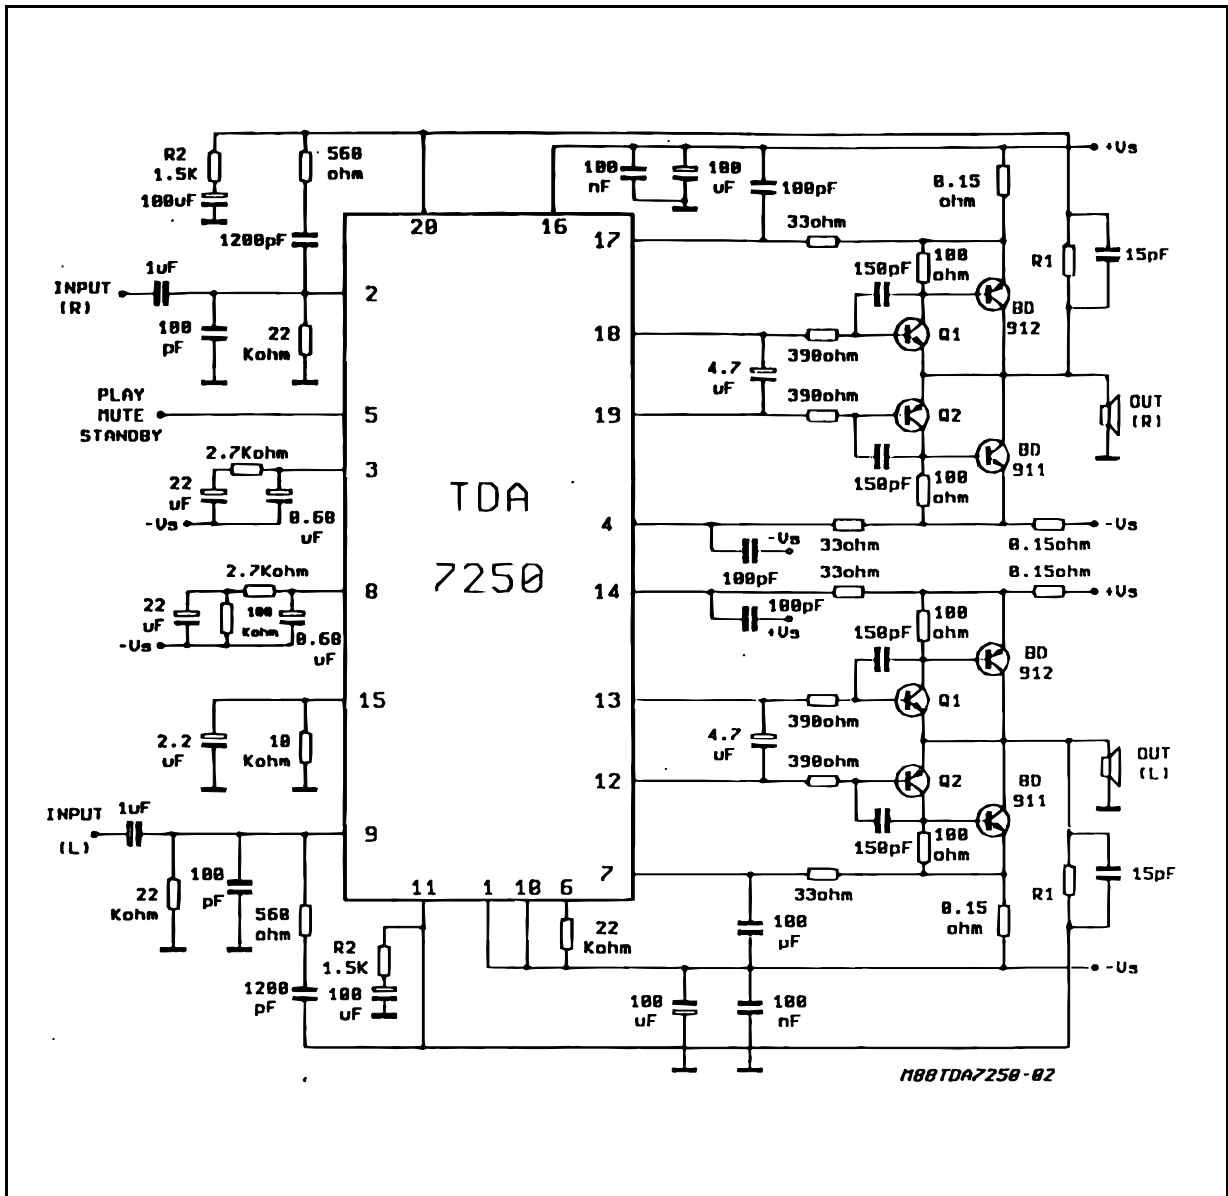 R2
1.5K
100uF
560
ohm
1200pF
1uF
INPUT
(R)
100
pF
22
Kohm
PLAY
MUTE
STANDBY
2.7Kohm
22
uF
-Vs
0.68
uF
2.7Kohm
22
uF
100
Kohm
-Vs
0.68
uF
2.2
uF
10
Kohm
INPUT
(L)
1uF
22
Kohm
100
pF
560
ohm
1200
pF
R2
1.5K
100
uF
20
16
2
5
3
8
15
9
11
1
10
6
17
18
19
4
14
13
12
7
TDA
7250
22
Kohm
100
nF
100
uF
100pF
33ohm
0.15
ohm
+Vs
150pF
100
ohm
R1
15pF
BD
912
Q1
390ohm
4.7
uF
390ohm
Q2
OUT
(R)
BD
911
150pF
100
ohm
-Vs
100pF
33ohm
0.15ohm
-Vs
33ohm
0.15ohm
100pF
+Vs
+Vs
150pF
100
ohm
BD
912
Q1
390ohm
4.7
uF
390ohm
Q2
OUT
(L)
BD
911
150pF
100
ohm
33ohm
R1
15pF
0.15
ohm
100
µF
-Vs
100
uF
100
nF
M88TDA7250-02